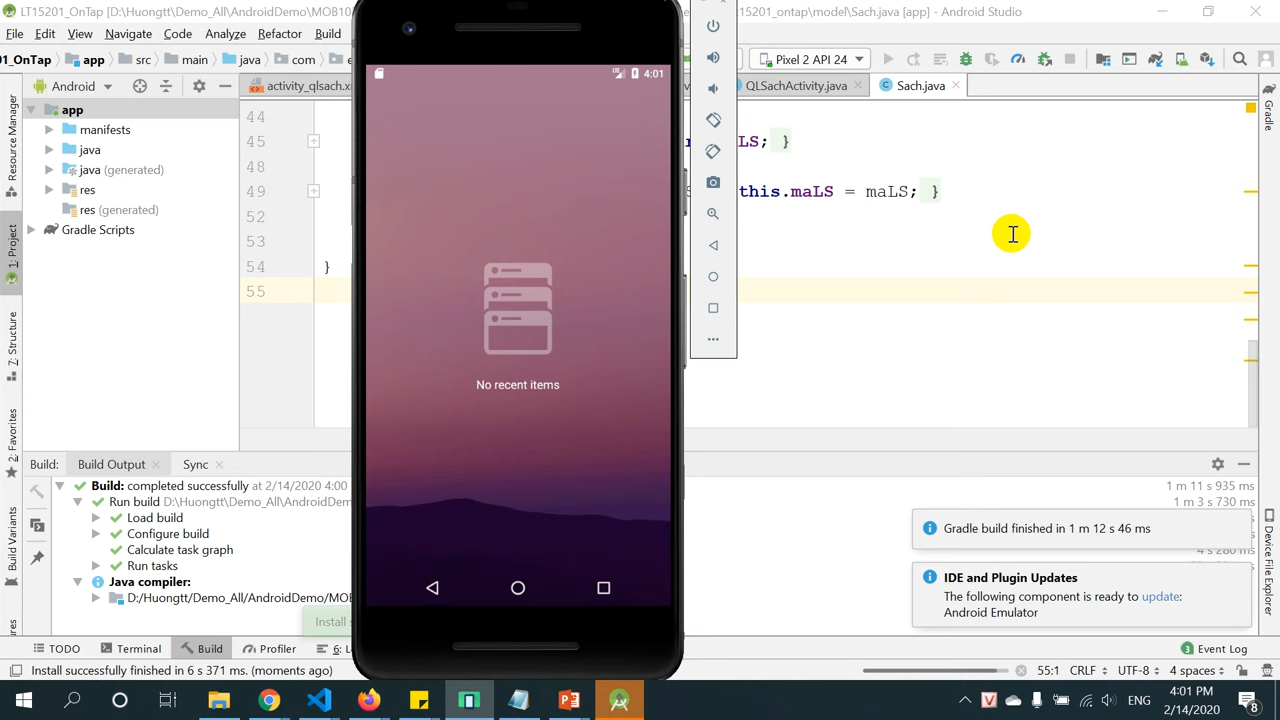 LT15201_OnTap [D:\Huongtt\Demo_All\AndroidDemo\MOB10
_lt15201_ontap\model\Sach.java [app] - Android Studio
File Edit View Navigate Code Analyze Refactor Build
01_OnTap app src main java com
Pixel 2 API 24
Android
activity_qlsach.x
QLSachActivity.java
Sach.java
app
manifests
java
java (generated)
res
res (generated)
Gradle Scripts
Resource Manager
1: Project
Structure
2: Favorites
Build Variants
Gradle
Device File Explorer
44
45
48
49
52
53
54 }
55
LS; }
this.maLS = maLS; }
4:01
No recent items
Build: Build Output Sync
Build: completed successfully at 2/14/2020 4:00
1 m 11 s 935 ms
Run build D:\Huongtt\Demo_All\AndroidDem
1 m 3 s 730 ms
Load build
Configure build
Calculate task graph
Run tasks
4 s 280 ms
Java compiler:
D:/Huongtt/Demo_All/AndroidDemo/MOB
Install
Gradle build finished in 1 m 12 s 46 ms
IDE and Plugin Updates
The following component is ready to update:
Android Emulator
TODO Terminal Build Profiler 6: L
Event Log
Install successfully finished in 6 s 371 ms. (moments ago)
55:1 CRLF UTF-8 4 spaces
ENG
4:01 PM
2/14/2020
8